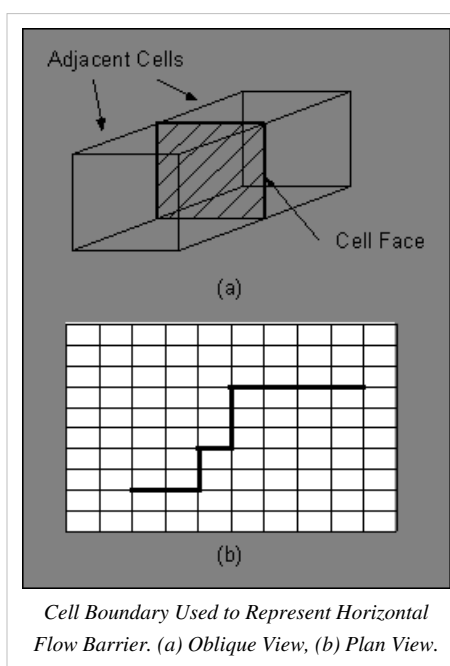 Adjacent Cells
Cell Face
(a)
(b)
Cell Boundary Used to Represent Horizontal
Flow Barrier. (a) Oblique View, (b) Plan View.